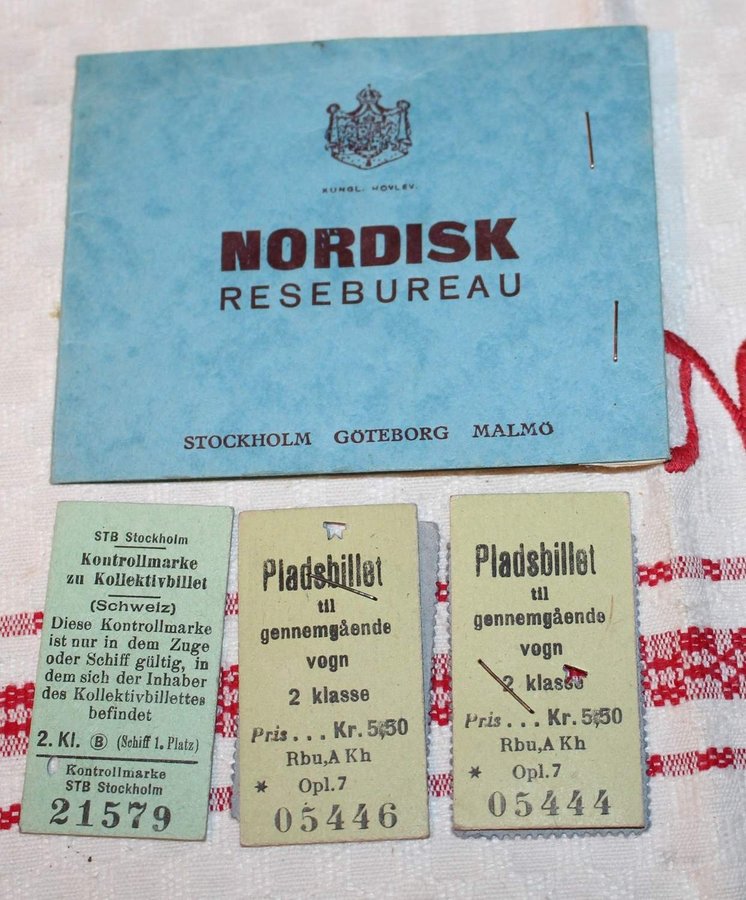 KUNGL. HOVLEV.
NORDISK
RESEBUREAU
STOCKHOLM GÖTEBORG MALMÖ
STB Stockholm
Kontrollmarke
zu Kollektivbillet
(Schweiz)
Diese Kontrollmarke
ist nur in dem Zuge
oder Schiff gültig, in
dem sich der Inhaber
des Kollektivbillettes
befindet
2. Kl. B (Schiff 1. Platz)
Kontrollmarke
STB Stockholm
21579
Pladsbillet
til
gennemgående
vogn
2 klasse
Pris... Kr. 5,50
Rbu,A Kh
* Opl.7
05446
Pladsbillet
til
gennemgående
vogn
2 klasse
Pris... Kr. 5,50
Rbu,A Kh
* Opl.7
05444